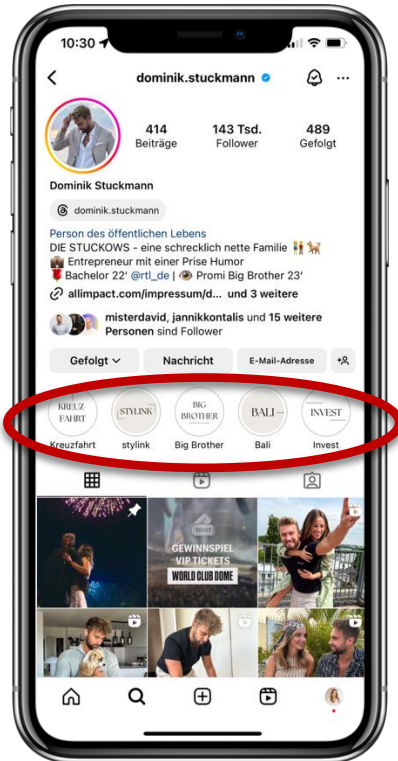 10:30
dominik.stuckmann
414
143 Tsd.
489
Beiträge
Follower
Gefolgt
Dominik Stuckmann
dominik.stuckmann
Person des öffentlichen Lebens
DIE STUCKOWS - eine schrecklich nette Familie
Entrepreneur mit einer Prise Humor
Bachelor 22' @rtl_de | Promi Big Brother 23'
allimpact.com/impressum/d... und 3 weitere
misterdavid, jannikkontalis und 15 weitere
Personen sind Follower
Gefolgt
Nachricht
E-Mail-Adresse
KREUZ-
FAHRT
STYLINK
BIG
BROTHER
BALI
INVEST
Kreuzfahrt
stylink
Big Brother
Bali
Invest
TICKET
GEWINNSPIEL
VIP TICKETS
WORLD CLUB DOME